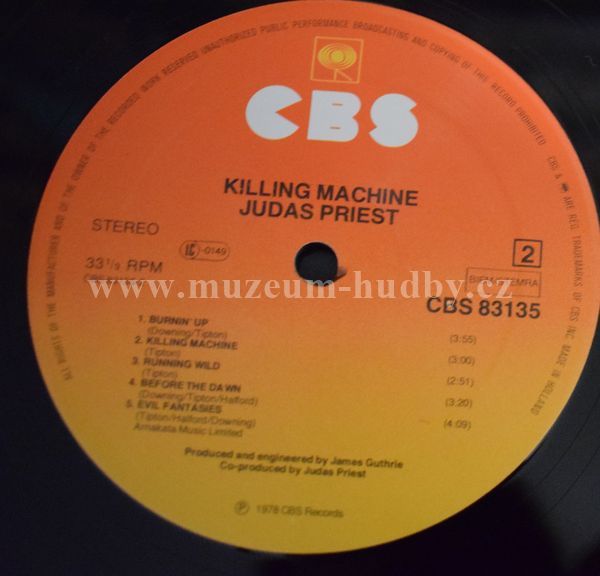 ALL RIGHTS OF THE MANUFACTURER AND OF THE OWNER OF THE RECORDED WORK RESERVED UNAUTHORIZED PUBLIC PERFORMANCE BROADCASTING AND COPYING OF THIS RECORD PROHIBITED
CBS & ARE REG. TRADEMARKS OF CBS INC. MADE IN HOLLAND
CBS
KILLING MACHINE
JUDAS PRIEST
STEREO
IC -0149
2
33 1/3 RPM
BIEM/STEMRA
www.muzeum-hudby.cz
CBS 83135
1. BURNIN' UP (3:55)
(Downing/Tipton)
2. KILLING MACHINE (3:00)
(Tipton)
3. RUNNING WILD (2:51)
(Tipton)
4. BEFORE THE DAWN (3:20)
(Downing/Tipton/Halford)
5. EVIL FANTASIES (4:09)
(Tipton/Halford/Downing)
Arnakata Music Limited
Produced and engineered by James Guthrie
Co-produced by Judas Priest
℗ 1978 CBS Records